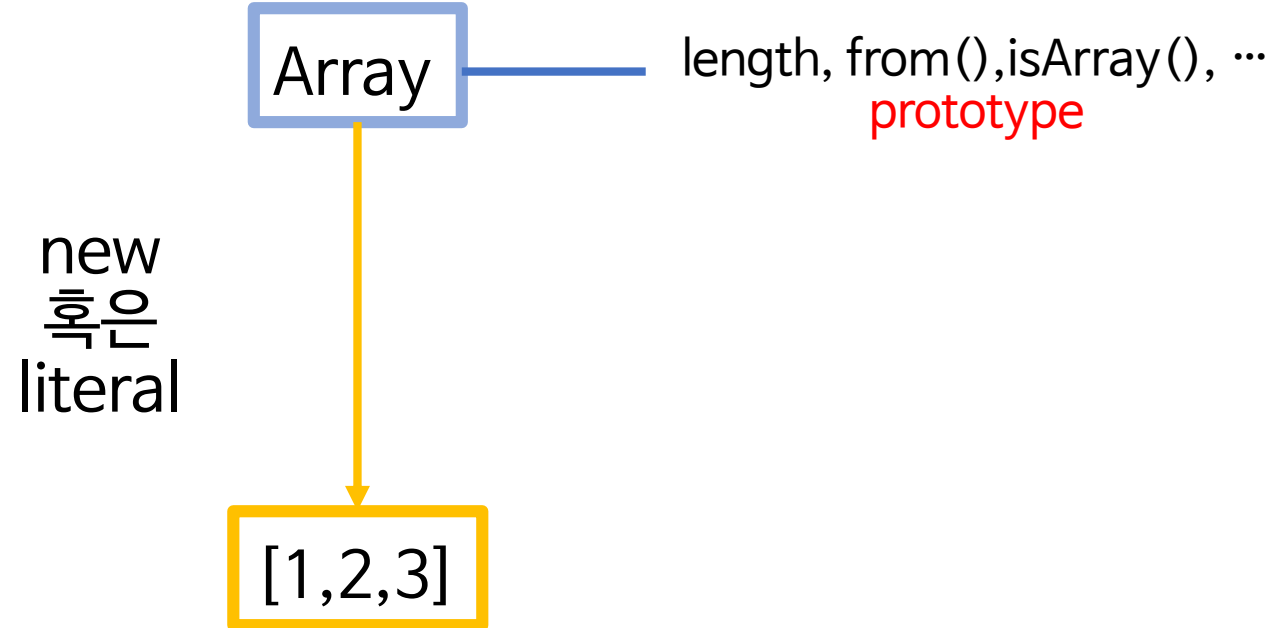 Array
length, from(),isArray(), ···
prototype
new
혹은
literal
[1,2,3]